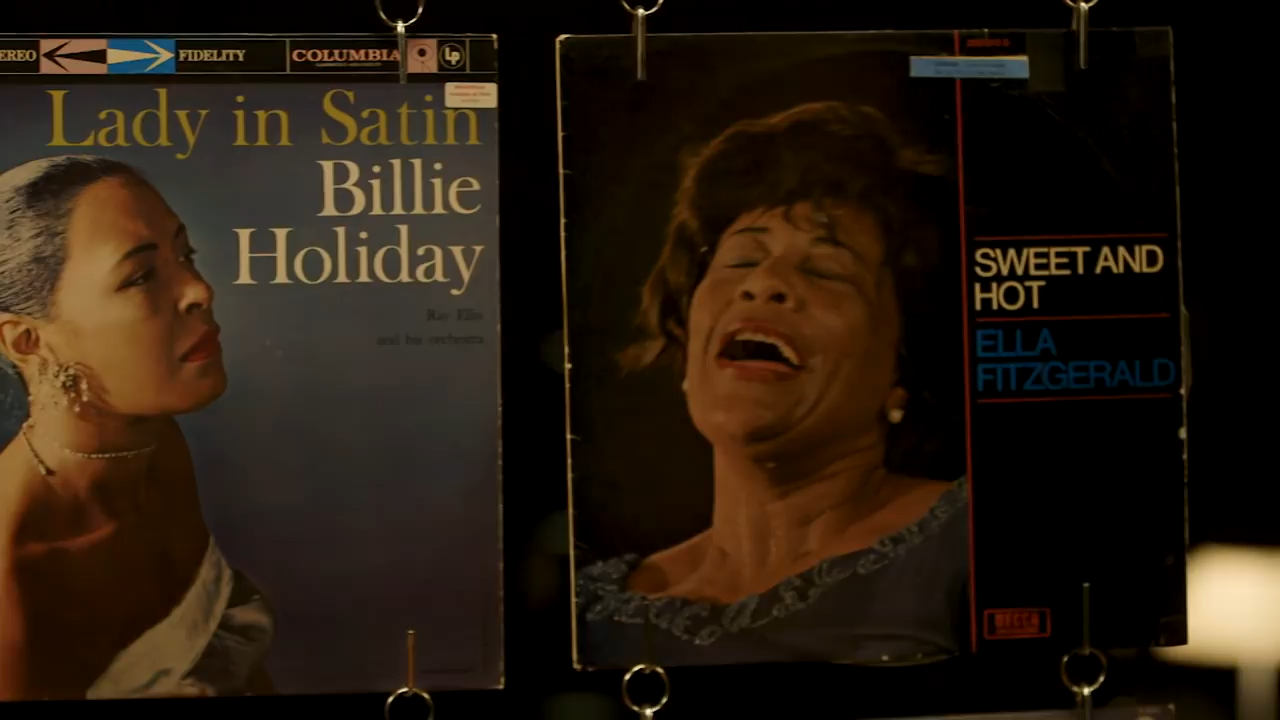 EREO
FIDELITY
COLUMBIA
Lp
Lady in Satin
Billie
Holiday
Ray Ellis
and his orchestra
SWEET AND
HOT
ELLA
FITZGERALD
DECCA